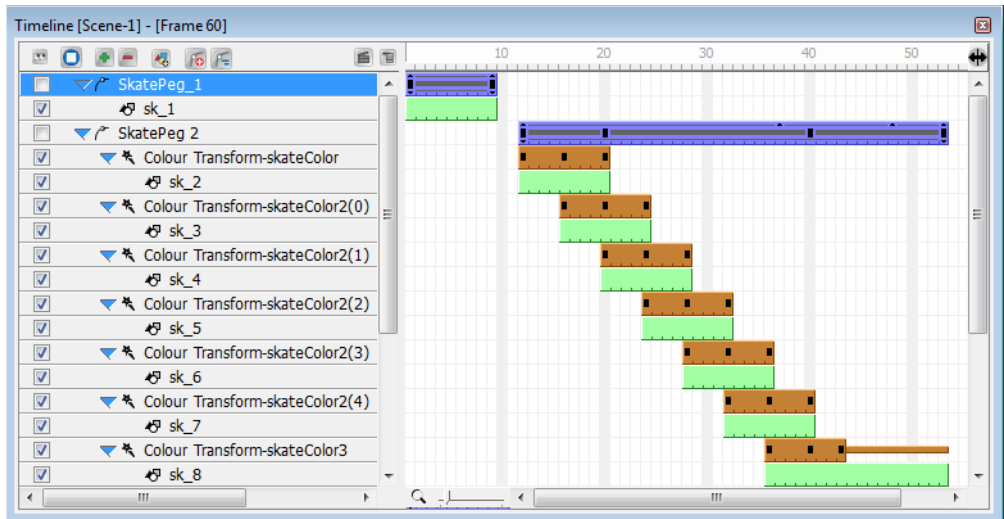 Timeline [Scene-1] - [Frame 60]
10 20 30 40 50
SkatePeg_1
sk_1
SkatePeg 2
Colour Transform-skateColor
sk_2
Colour Transform-skateColor2(0)
sk_3
Colour Transform-skateColor2(1)
sk_4
Colour Transform-skateColor2(2)
sk_5
Colour Transform-skateColor2(3)
sk_6
Colour Transform-skateColor2(4)
sk_7
Colour Transform-skateColor3
sk_8